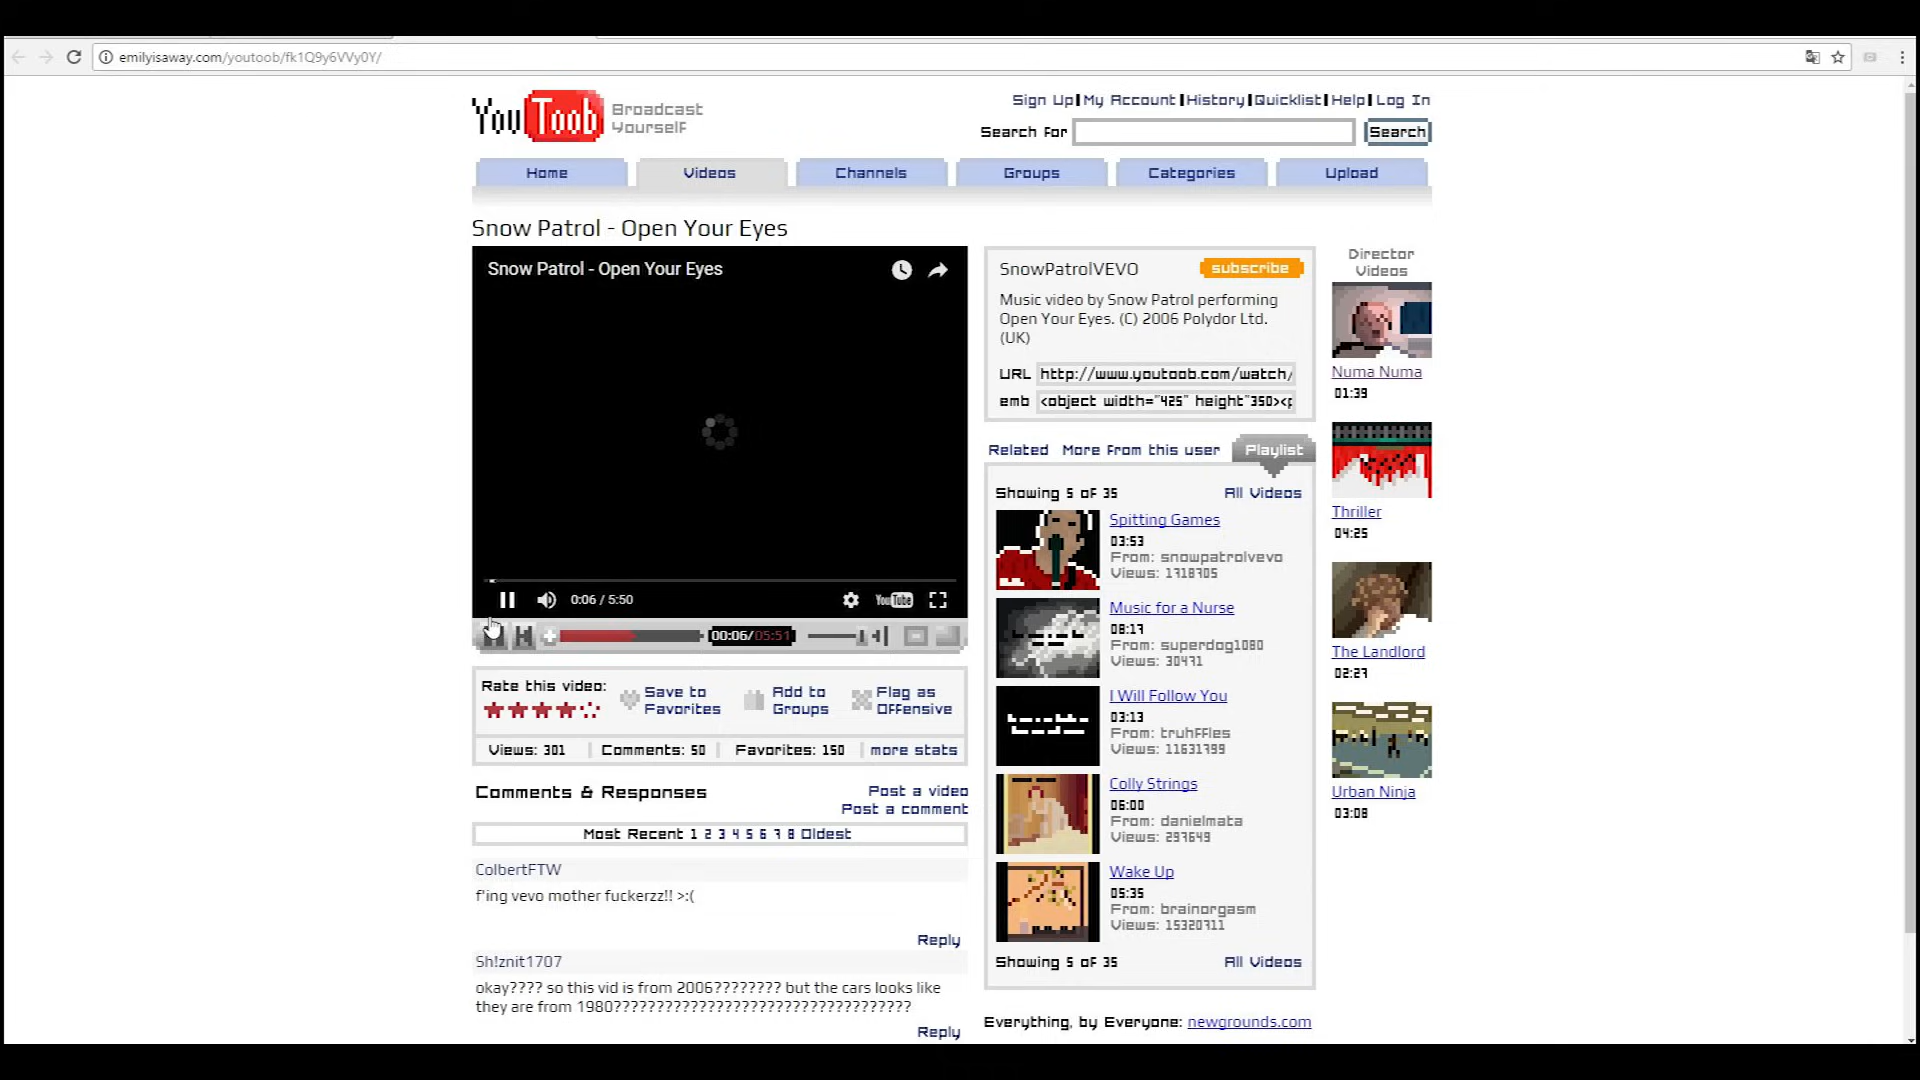 emilyisaway.com/youtoob/fk1Q9y6VVy0Y/
YouToob Broadcast Yourself
Sign Up My Account History Quicklist Help Log In
Search for Search
Home Videos Channels Groups Categories Upload
Snow Patrol - Open Your Eyes
Snow Patrol - Open Your Eyes
0:06 / 5:50 YouTube
00:06/05:51
Rate this video:
Save to Favorites
Add to Groups
Flag as Offensive
Views: 301 Comments: 50 Favorites: 150 more stats
Comments & Responses
Post a video
Post a comment
Most Recent 1 2 3 4 5 6 7 8 Oldest
ColbertFTW
f'ing vevo mother fuckerzz!! >:(
Reply
Sh!znit1707
okay???? so this vid is from 2006???????? but the cars looks like
they are from 1980???????????????????????????????????
Reply
SnowPatrolVEVO subscribe
Music video by Snow Patrol performing
Open Your Eyes. (C) 2006 Polydor Ltd.
(UK)
URL http://www.youtoob.com/watch/
emb <object width="425" height"350><p
Related More from this user Playlist
Showing 5 of 35 All Videos
Spitting Games
03:53
From: snowpatrolvevo
Views: 1718705
Music for a Nurse
08:17
From: superdog1080
Views: 30471
I Will Follow You
03:13
From: truhffles
Views: 11631799
Colly Strings
06:00
From: danielmata
Views: 297649
Wake Up
05:35
From: brainorgasm
Views: 15320711
Showing 5 of 35 All Videos
Everything, by Everyone: newgrounds.com
Director
Videos
Numa Numa
01:39
Thriller
04:25
The Landlord
02:27
Urban Ninja
03:08